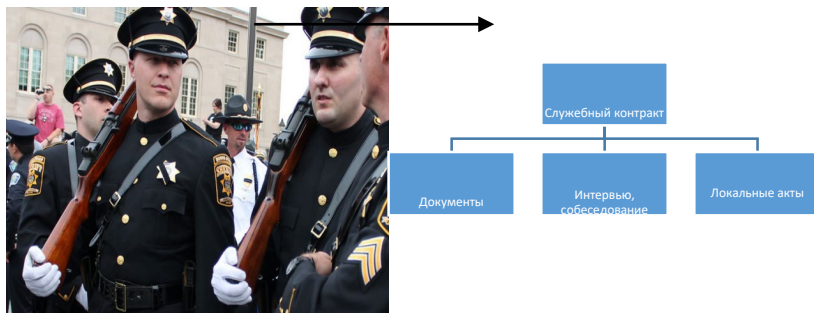 Служебный контракт
Документы
Интервью,
собеседование
Локальные акты